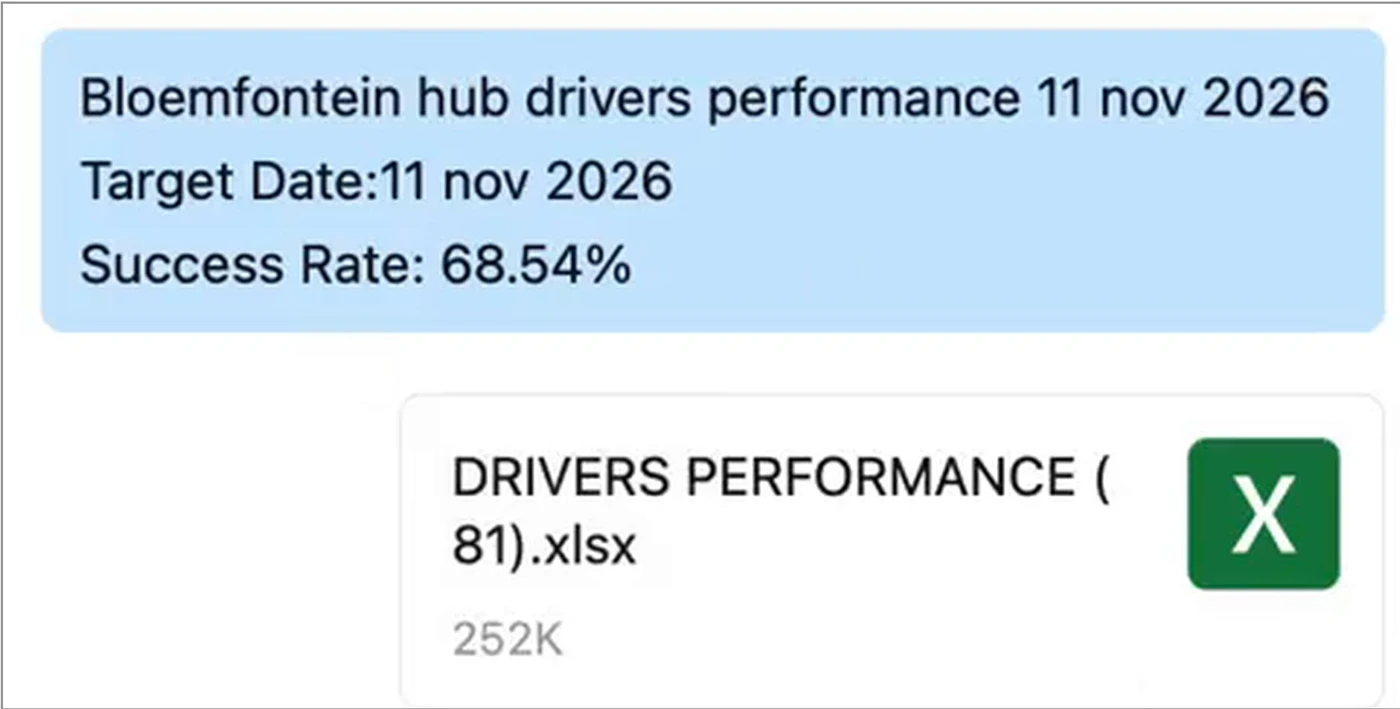 Bloemfontein hub drivers performance 11 nov 2026
Target Date:11 nov 2026
Success Rate: 68.54%
DRIVERS PERFORMANCE (
81).xlsx
X
252K